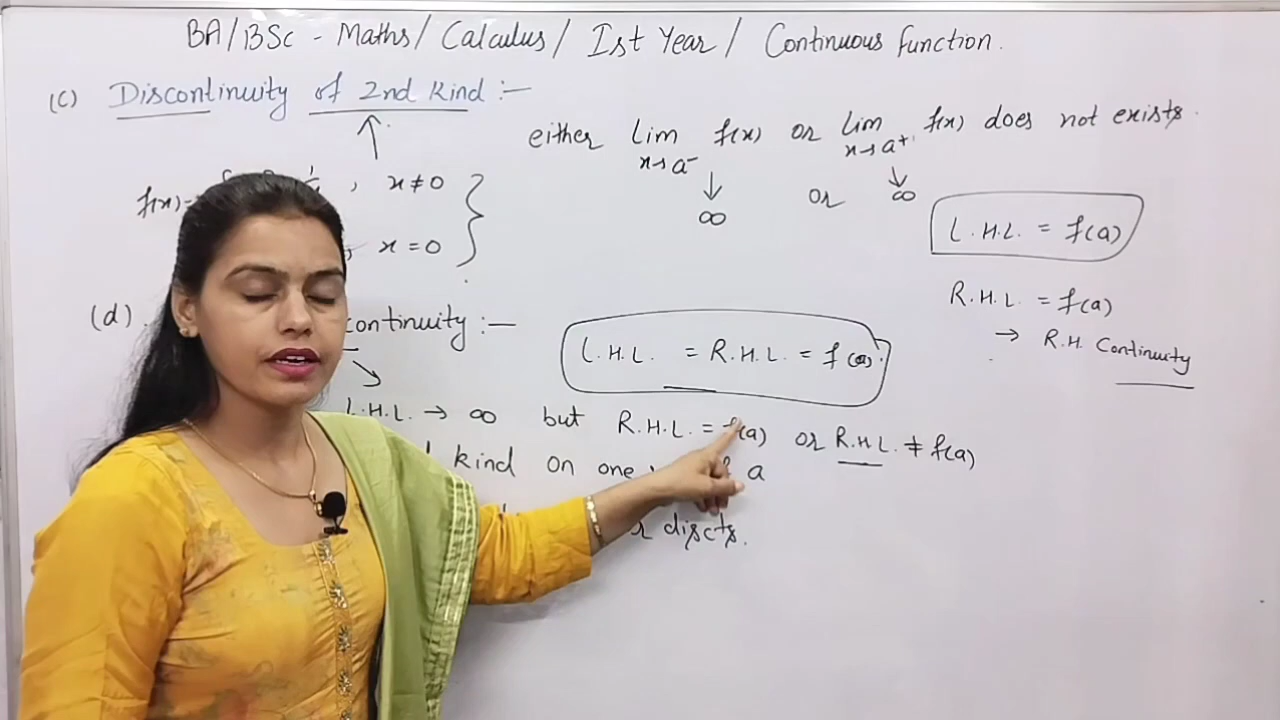 BA/BSc - Maths/ Calculus/ Ist Year/ Continuous function.
(c) Discontinuity of 2nd Kind :-
either Lim x→a⁻ f(x) or Lim x→a⁺ f(x) does not exists.
↓ ∞ or ↓ ∞
f(x)= , x≠0
, x=0
L.H.L. = f(a)
R.H.L. = f(a)
→ R.H. Continuity
(d) continuity :-
L.H.L. = R.H.L. = f(a).
L.H.L. → ∞ but R.H.L. = f(a) or R.H.L. ≠ f(a)
kind on one a
discts.